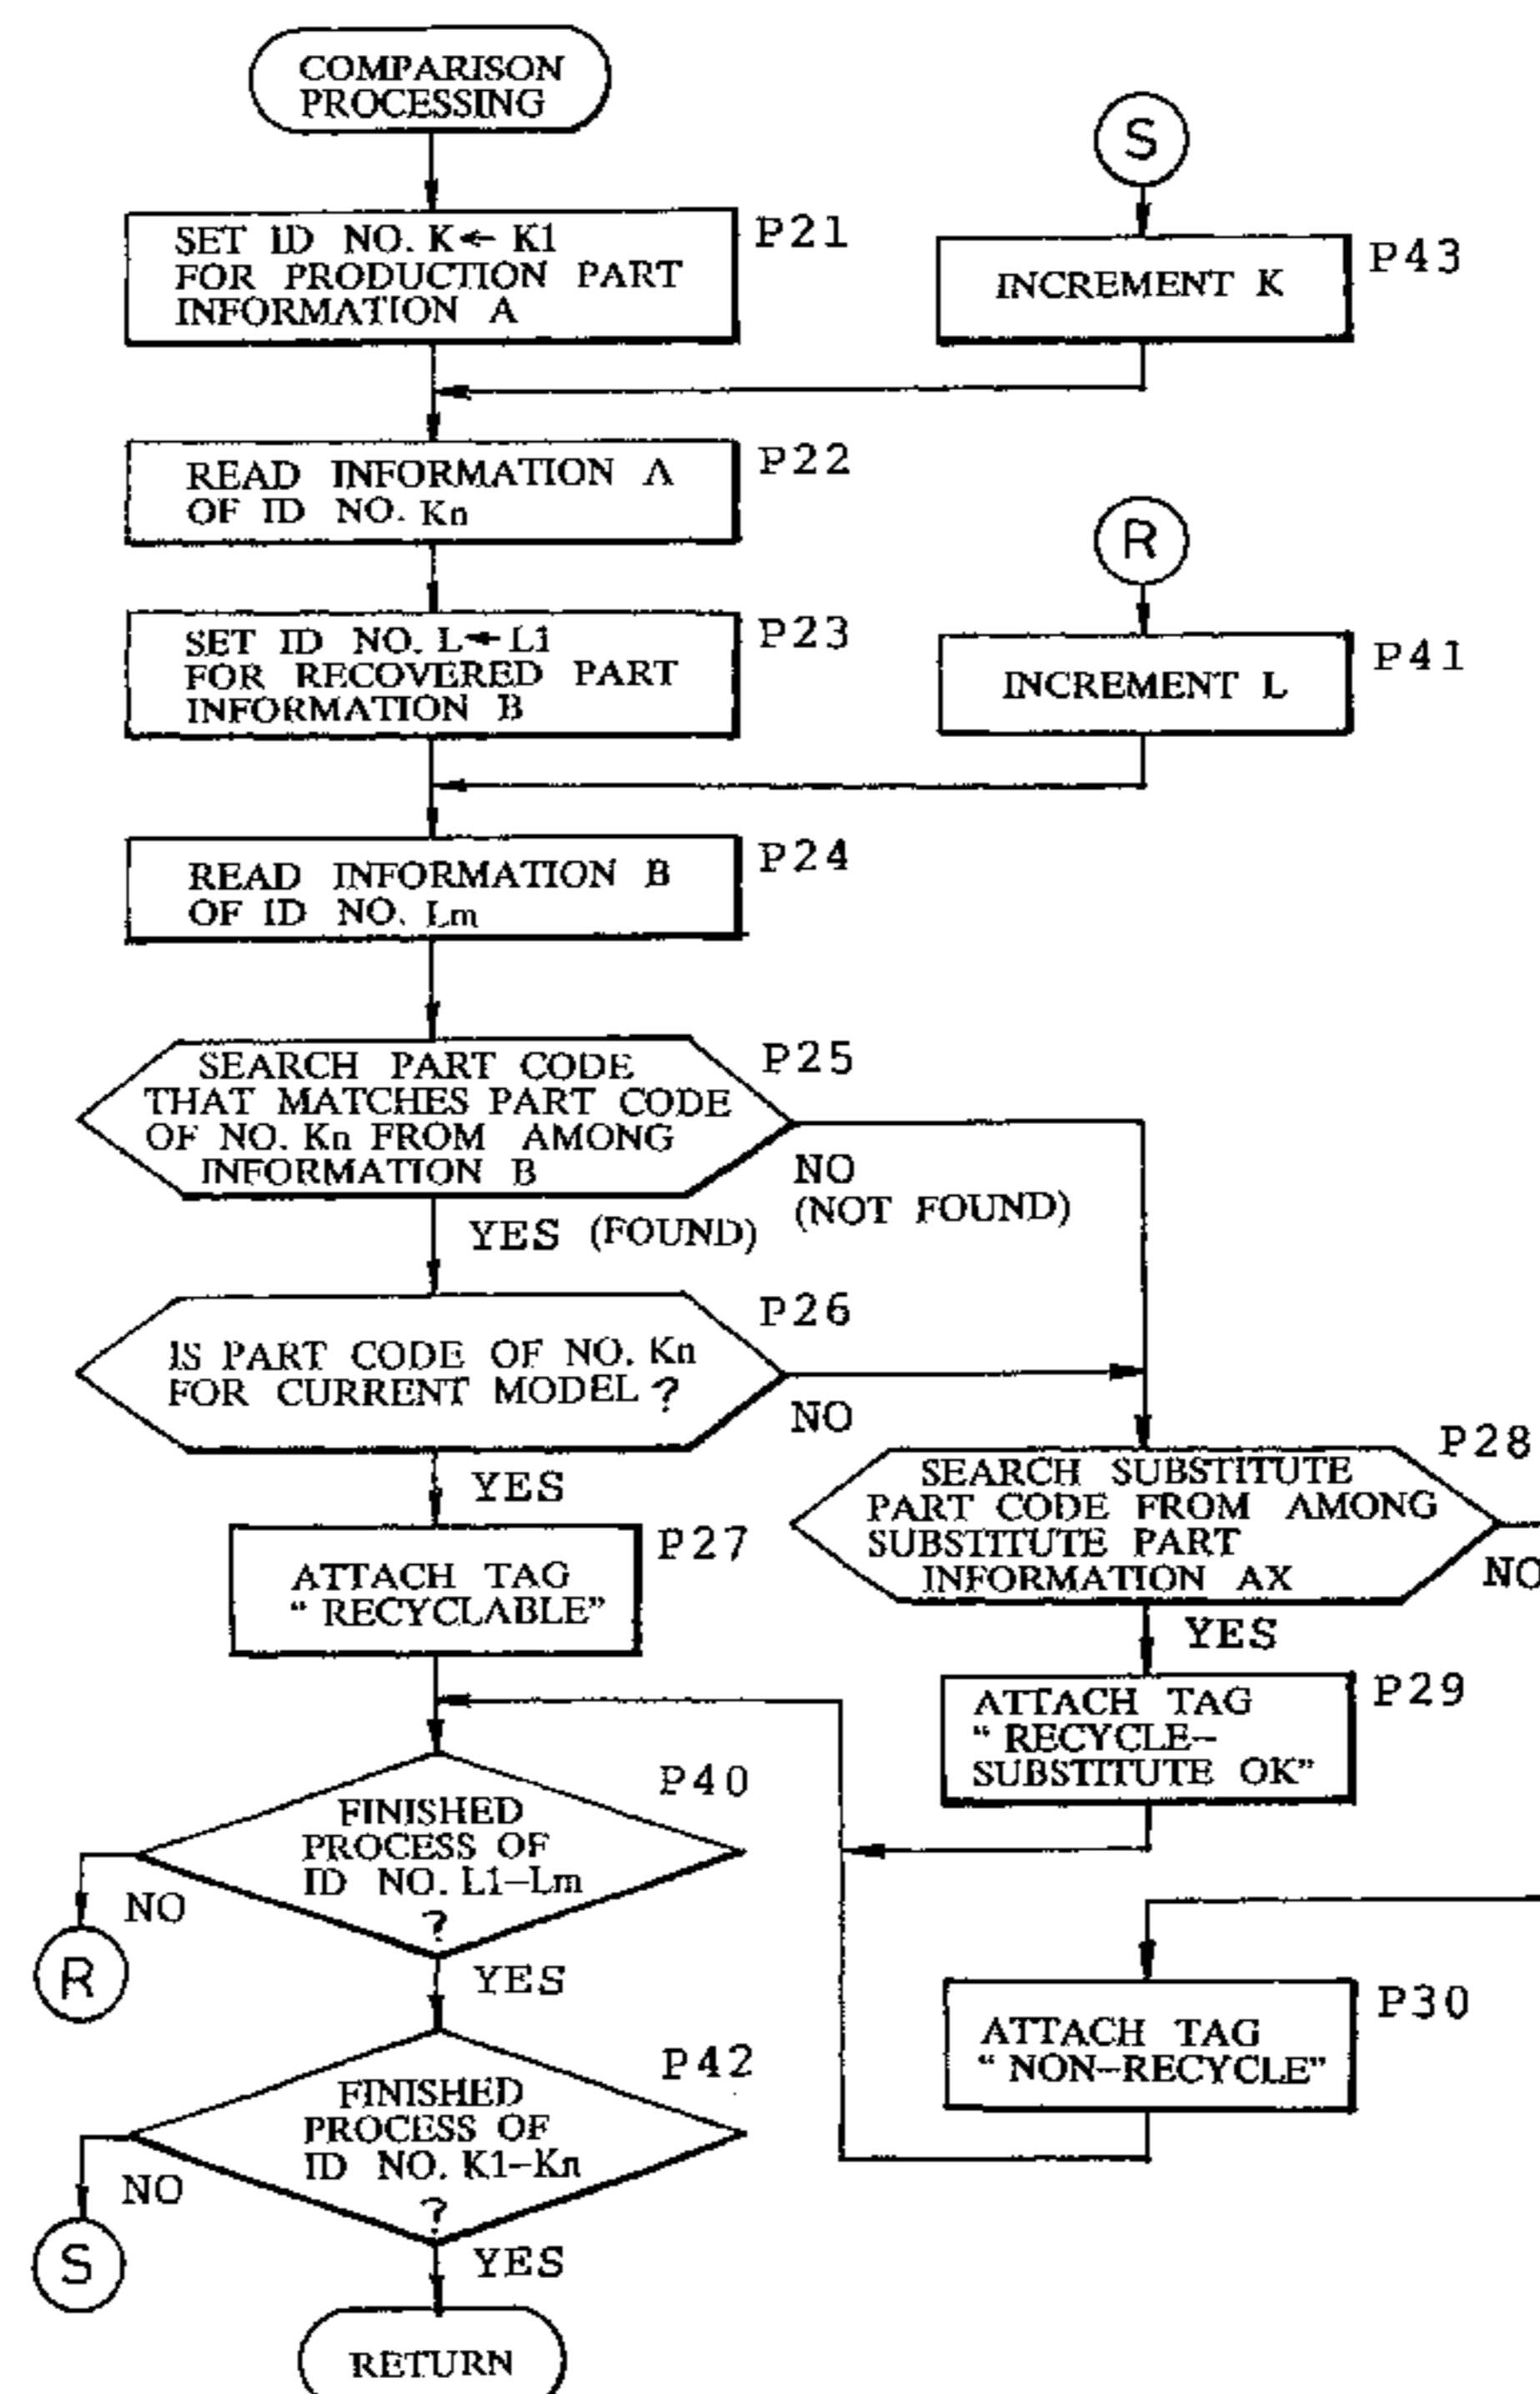 COMPARISON
PROCESSING
S
SET ID NO. K← K1
FOR PRODUCTION PART
INFORMATION A
P21
INCREMENT K
P43
READ INFORMATION A
OF ID NO. Kn
P22
R
SET ID NO. L←L1
FOR RECOVERED PART
INFORMATION B
P23
INCREMENT L
P41
READ INFORMATION B
OF ID NO. Lm
P24
SEARCH PART CODE
THAT MATCHES PART CODE
OF NO. Kn FROM AMONG
INFORMATION B
P25
NO
(NOT FOUND)
YES (FOUND)
IS PART CODE OF NO. Kn
FOR CURRENT MODEL ?
P26
NO
YES
SEARCH SUBSTITUTE
PART CODE FROM AMONG
SUBSTITUTE PART
INFORMATION AX
P28
NO
YES
ATTACH TAG
“ RECYCLABLE”
P27
ATTACH TAG
“ RECYCLE–
SUBSTITUTE OK”
P29
FINISHED
PROCESS OF
ID NO. L1–Lm
?
P40
NO
R
YES
ATTACH TAG
“ NON–RECYCLE”
P30
FINISHED
PROCESS OF
ID NO. K1–Kn
?
P42
NO
S
YES
RETURN